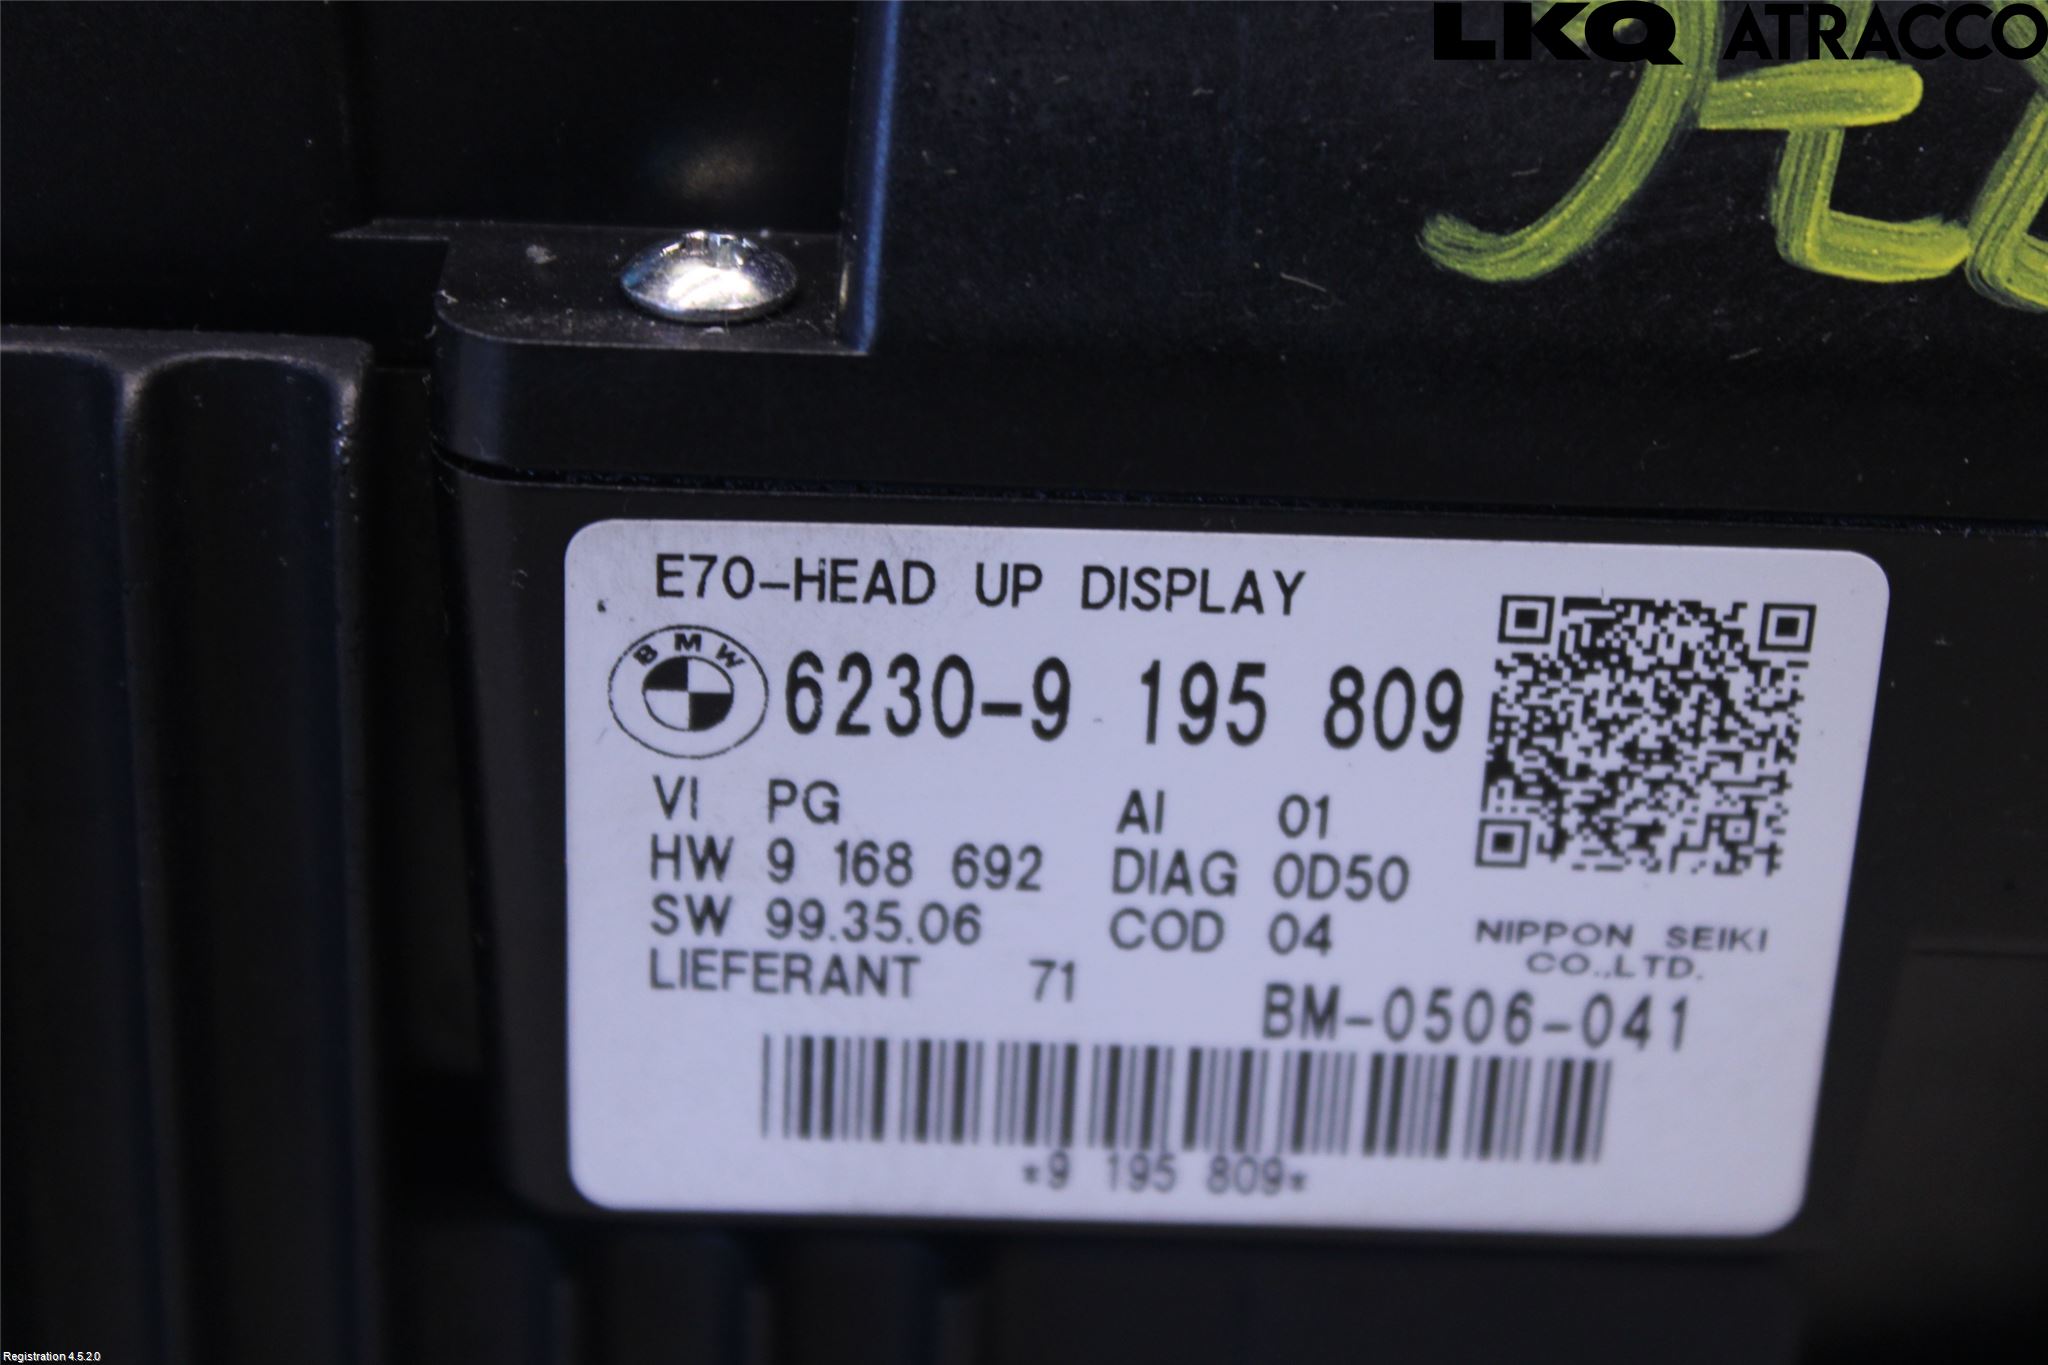 LKQ ATRACCO
E70-HEAD UP DISPLAY
BMW
6230-9 195 809
VI PG AI 01
HW 9 168 692 DIAG 0D50
SW 99.35.06 COD 04
NIPPON SEIKI
CO.,LTD.
LIEFERANT 71
BM-0506-041
*9 195 809*
Registration 4.5.2.0